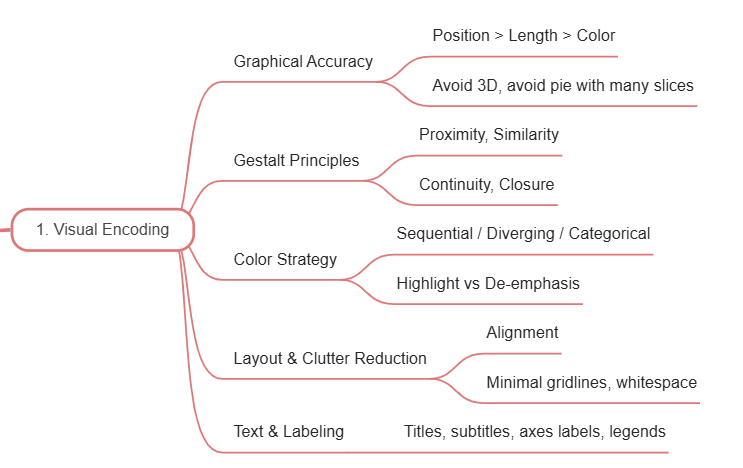 1. Visual Encoding
Graphical Accuracy
Position > Length > Color
Avoid 3D, avoid pie with many slices
Gestalt Principles
Proximity, Similarity
Continuity, Closure
Color Strategy
Sequential / Diverging / Categorical
Highlight vs De-emphasis
Layout & Clutter Reduction
Alignment
Minimal gridlines, whitespace
Text & Labeling
Titles, subtitles, axes labels, legends